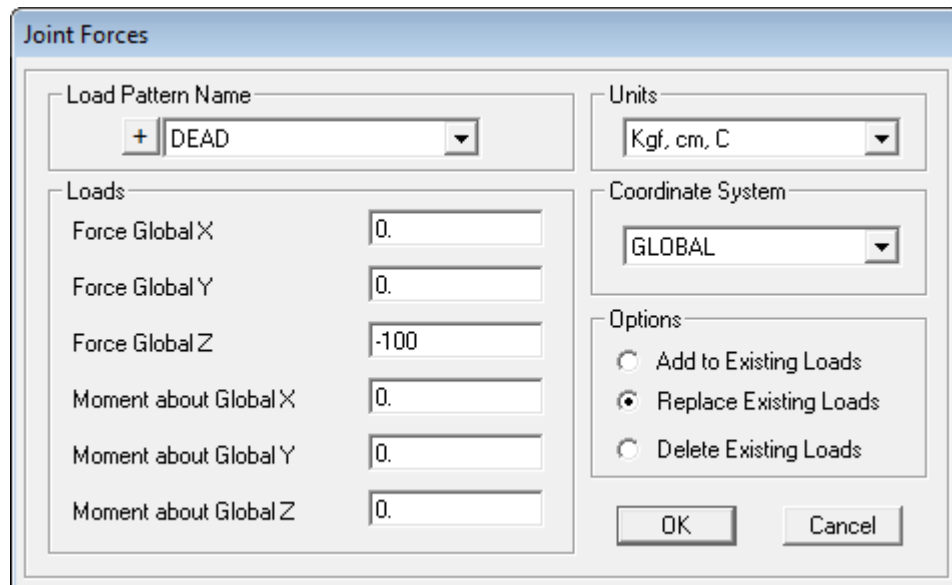 Joint Forces
Load Pattern Name
+ DEAD
Units
Kgf, cm, C
Loads
Force Global X 0.
Force Global Y 0.
Force Global Z -100
Moment about Global X 0.
Moment about Global Y 0.
Moment about Global Z 0.
Coordinate System
GLOBAL
Options
Add to Existing Loads
Replace Existing Loads
Delete Existing Loads
OK Cancel